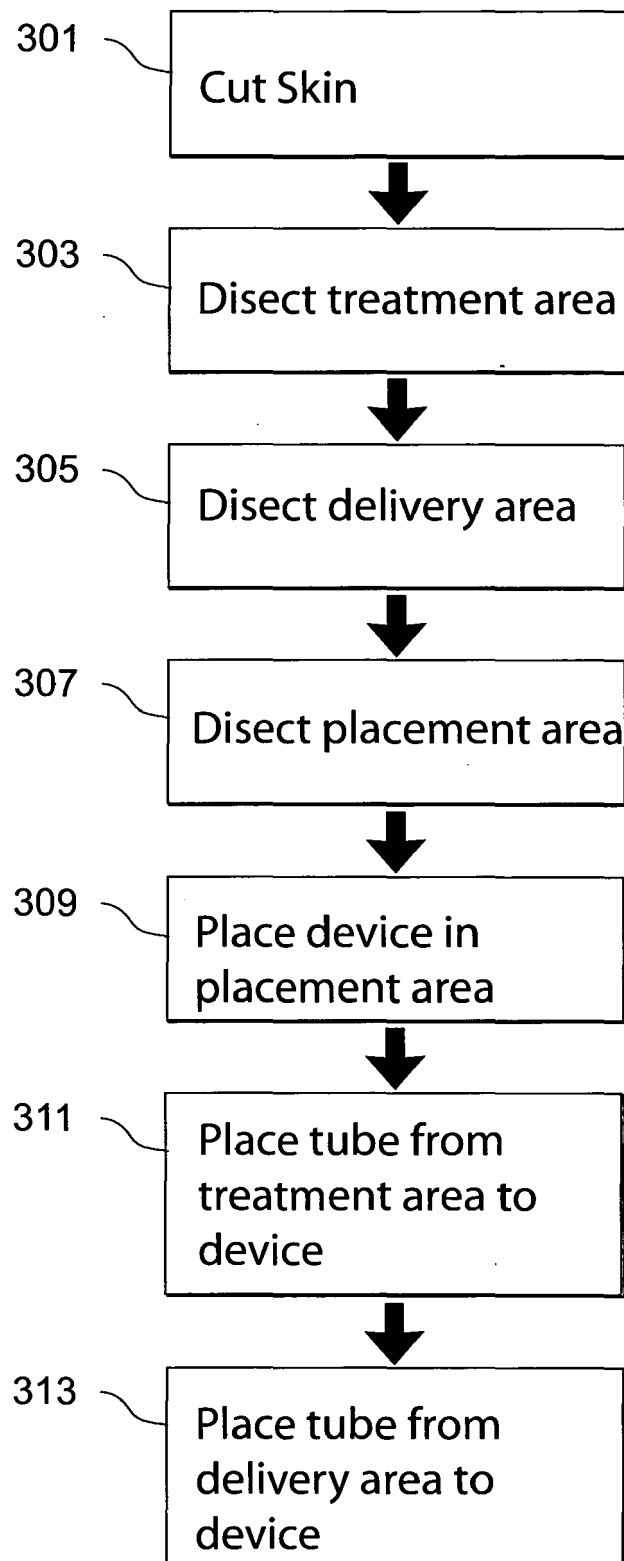 301
Cut Skin
303
Disect treatment area
305
Disect delivery area
307
Disect placement area
309
Place device in
placement area
311
Place tube from
treatment area to
device
313
Place tube from
delivery area to
device